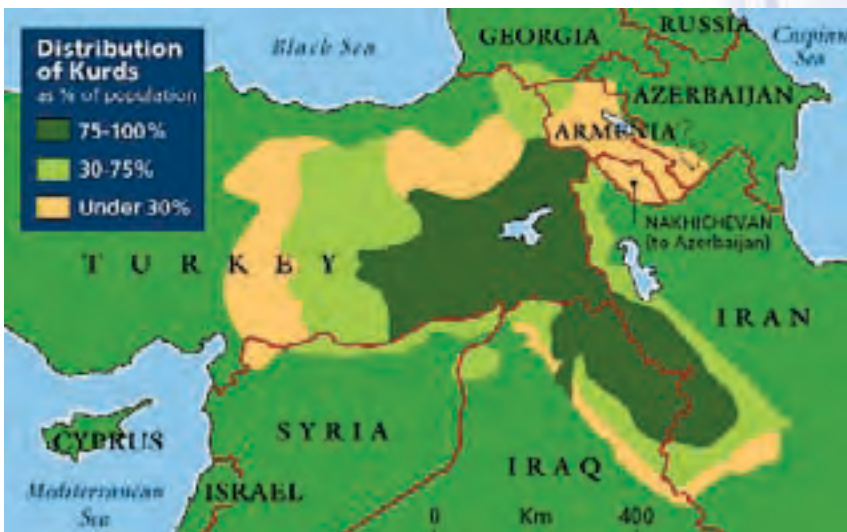 Distribution
of Kurds
as % of population
75-100%
30-75%
Under 30%
Black Sea
GEORGIA
RUSSIA
Caspian
Sea
AZERBAIJAN
ARMENIA
?
NAKHICHEVAN
(to Azerbaijan)
TURKEY
IRAN
CYPRUS
SYRIA
IRAQ
ISRAEL
Mediterranean
Sea
0 Km 400